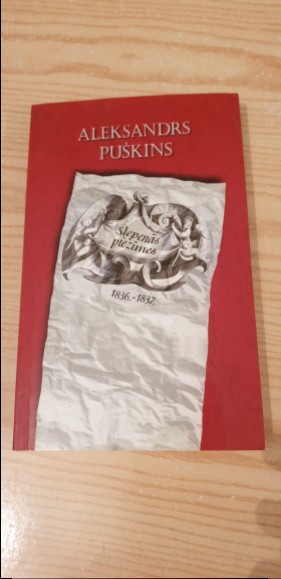 ALEKSANDRS
PUŠKINS
Slepenās
piezīmes
1836.-1837.